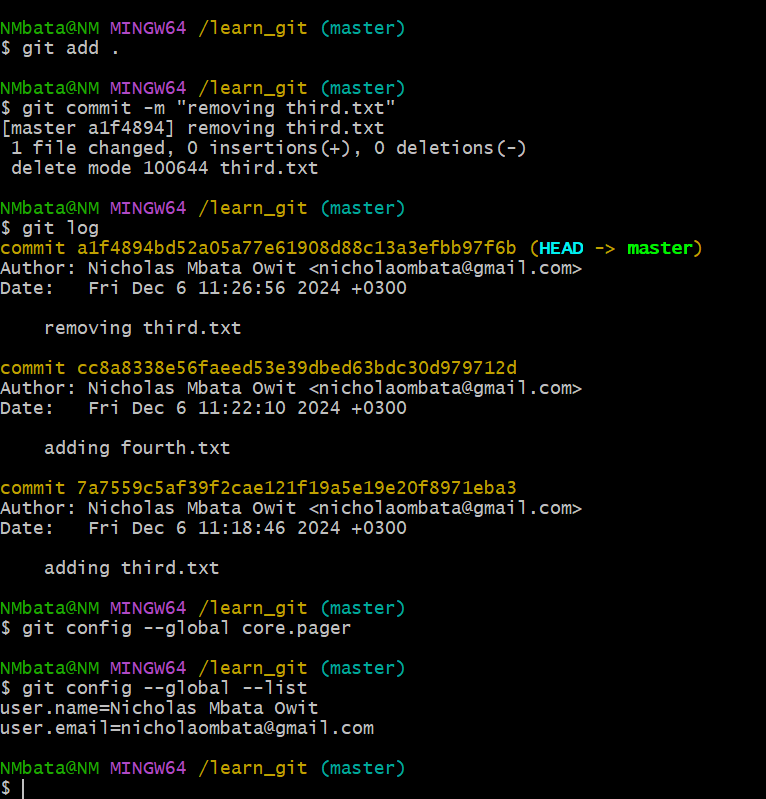 NMbata@NM MINGW64 /learn_git (master)
$ git add .
NMbata@NM MINGW64 /learn_git (master)
$ git commit -m "removing third.txt"
[master a1f4894] removing third.txt
 1 file changed, 0 insertions(+), 0 deletions(-)
 delete mode 100644 third.txt
NMbata@NM MINGW64 /learn_git (master)
$ git log
commit a1f4894bd52a05a77e61908d88c13a3efbb97f6b (HEAD -> master)
Author: Nicholas Mbata Owit <nicholaombata@gmail.com>
Date:   Fri Dec 6 11:26:56 2024 +0300
    removing third.txt
commit cc8a8338e56faeed53e39dbed63bdc30d979712d
Author: Nicholas Mbata Owit <nicholaombata@gmail.com>
Date:   Fri Dec 6 11:22:10 2024 +0300
    adding fourth.txt
commit 7a7559c5af39f2cae121f19a5e19e20f8971eba3
Author: Nicholas Mbata Owit <nicholaombata@gmail.com>
Date:   Fri Dec 6 11:18:46 2024 +0300
    adding third.txt
NMbata@NM MINGW64 /learn_git (master)
$ git config --global core.pager
NMbata@NM MINGW64 /learn_git (master)
$ git config --global --list
user.name=Nicholas Mbata Owit
user.email=nicholaombata@gmail.com
NMbata@NM MINGW64 /learn_git (master)
$